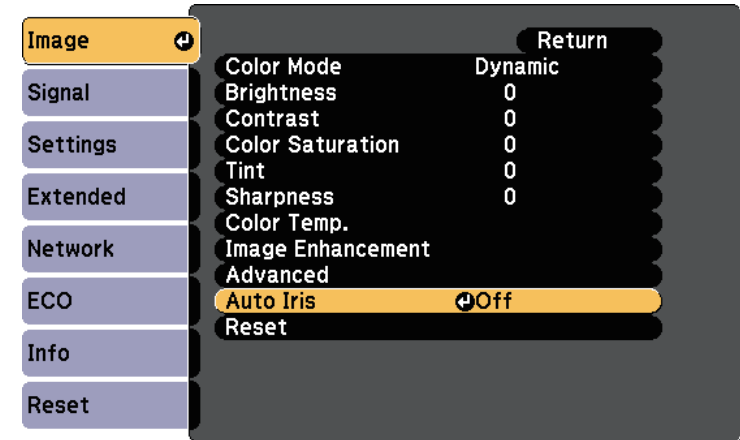 Image
Signal
Settings
Extended
Network
ECO
Info
Reset
Return
Color Mode Dynamic
Brightness 0
Contrast 0
Color Saturation 0
Tint 0
Sharpness 0
Color Temp.
Image Enhancement
Advanced
Auto Iris Off
Reset